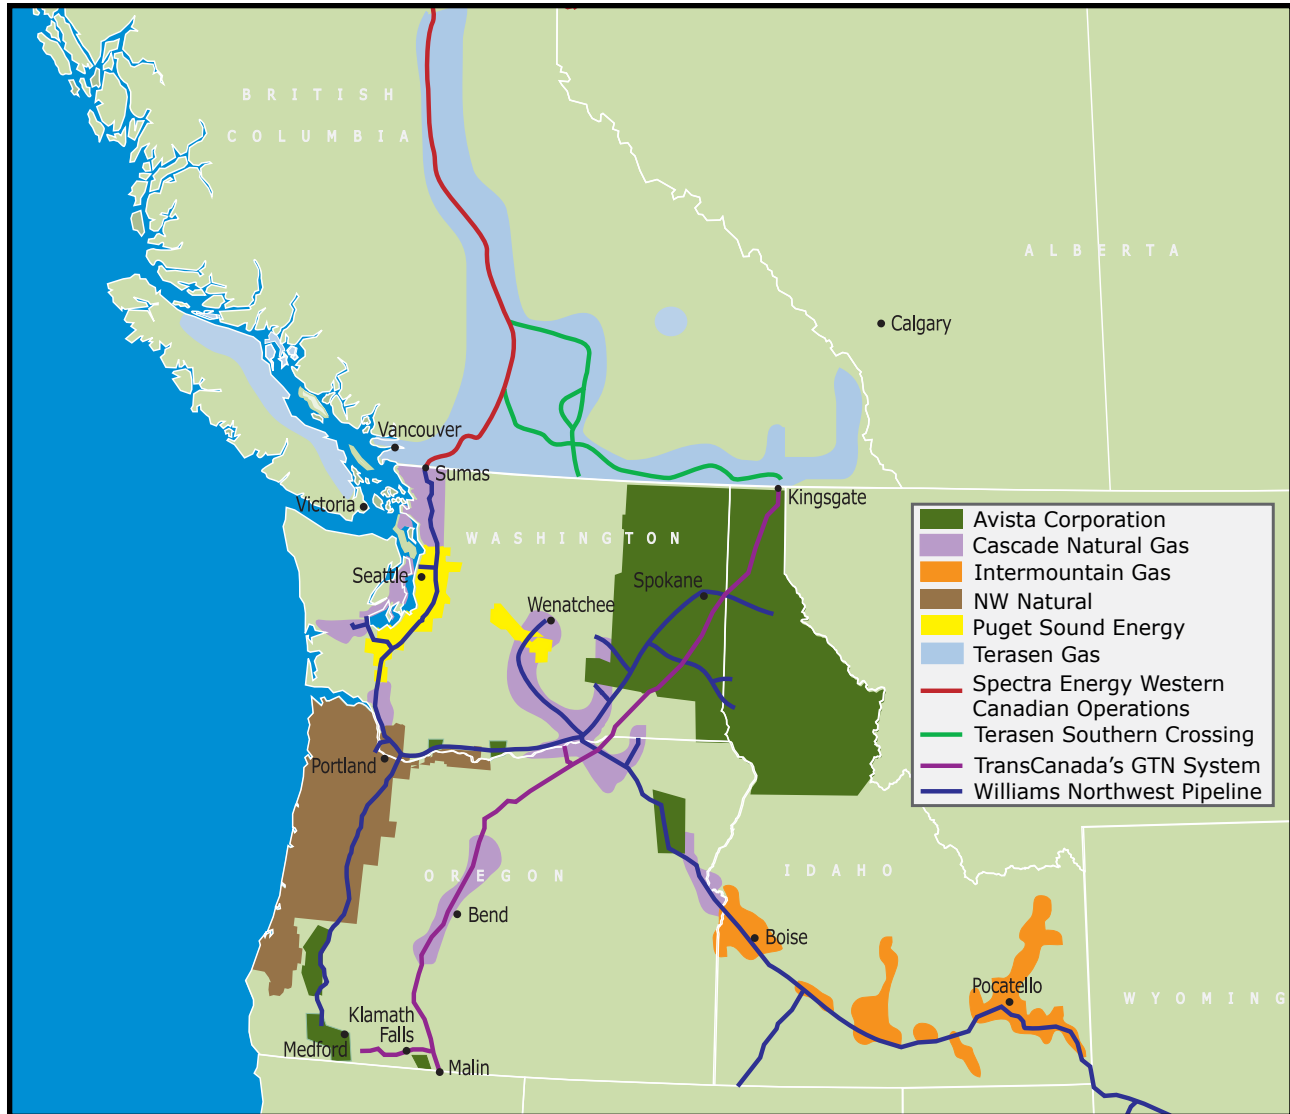 BRITISH
COLUMBIA
ALBERTA
Calgary
Vancouver
Sumas
Kingsgate
Victoria
WASHINGTON
Seattle
Spokane
Wenatchee
Avista Corporation
Cascade Natural Gas
Intermountain Gas
NW Natural
Puget Sound Energy
Terasen Gas
Spectra Energy Western
Canadian Operations
Terasen Southern Crossing
TransCanada's GTN System
Williams Northwest Pipeline
Portland
OREGON
IDAHO
Bend
Boise
Pocatello
WYOMING
Klamath
Falls
Medford
Malin